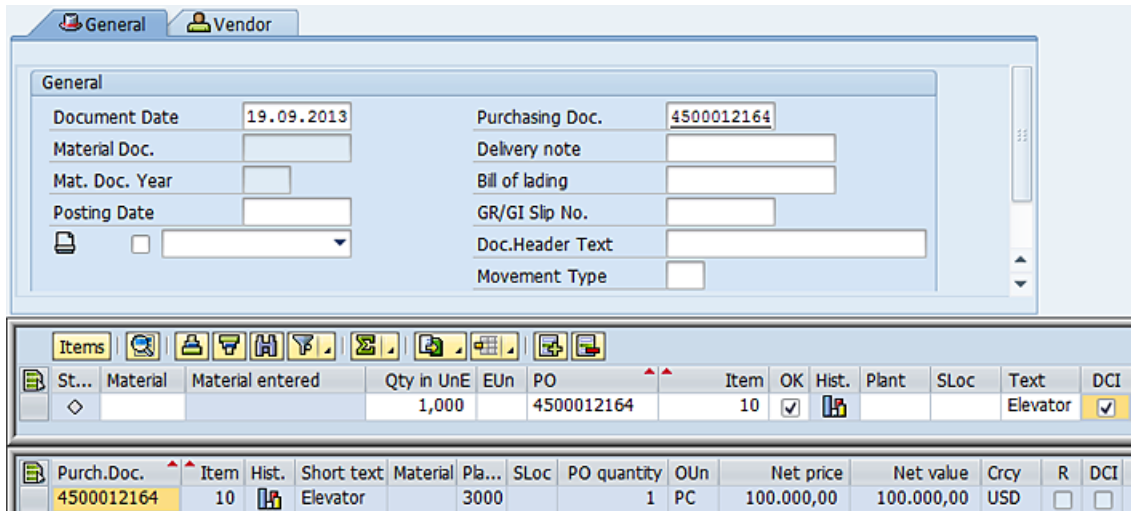 General Vendor
General
Document Date 19.09.2013 Purchasing Doc. 4500012164
Material Doc. Delivery note
Mat. Doc. Year Bill of lading
Posting Date GR/GI Slip No.
Doc.Header Text
Movement Type
Items
St... Material Material entered Qty in UnE EUn PO Item OK Hist. Plant SLoc Text DCI
1,000 4500012164 10 Elevator
Purch.Doc. Item Hist. Short text Material Pla... SLoc PO quantity OUn Net price Net value Crcy R DCI
4500012164 10 Elevator 3000 1 PC 100.000,00 100.000,00 USD